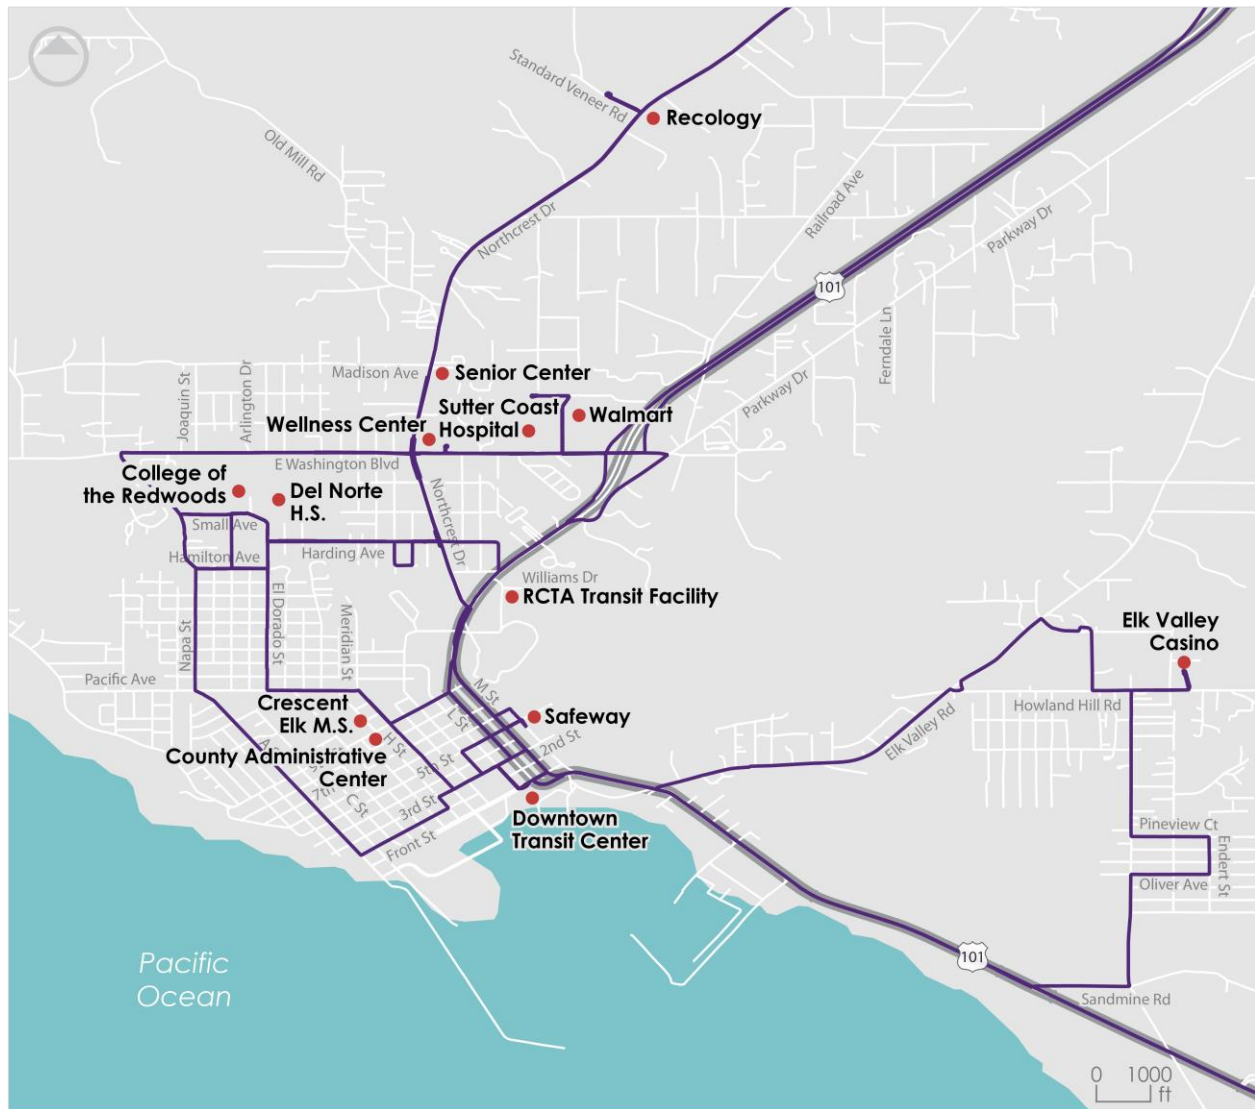 Standard Veneer Rd
Recology
Old Mill Rd
Northcrest Dr
Railroad Ave
Parkway Dr
101
Ferndale Ln
Joaquin St
Arlington Dr
Madison Ave
Senior Center
Parkway Dr
Sutter Coast
Hospital
Walmart
Wellness Center
E Washington Blvd
College of
the Redwoods
Del Norte
H.S.
Northcrest Dr
Small Ave
Hamilton Ave
Harding Ave
Williams Dr
RCTA Transit Facility
Napa St
El Dorado St
Meridian St
Elk Valley
Casino
Pacific Ave
M St
L St
Crescent
Elk M.S.
Safeway
Howland Hill Rd
H St
2nd St
Elk Valley Rd
County Administrative
Center
5th St
7th
C St
3rd St
Front St
Downtown
Transit Center
Pineview Ct
Endert St
Oliver Ave
Pacific
Ocean
101
Sandmine Rd
0 1000
ft